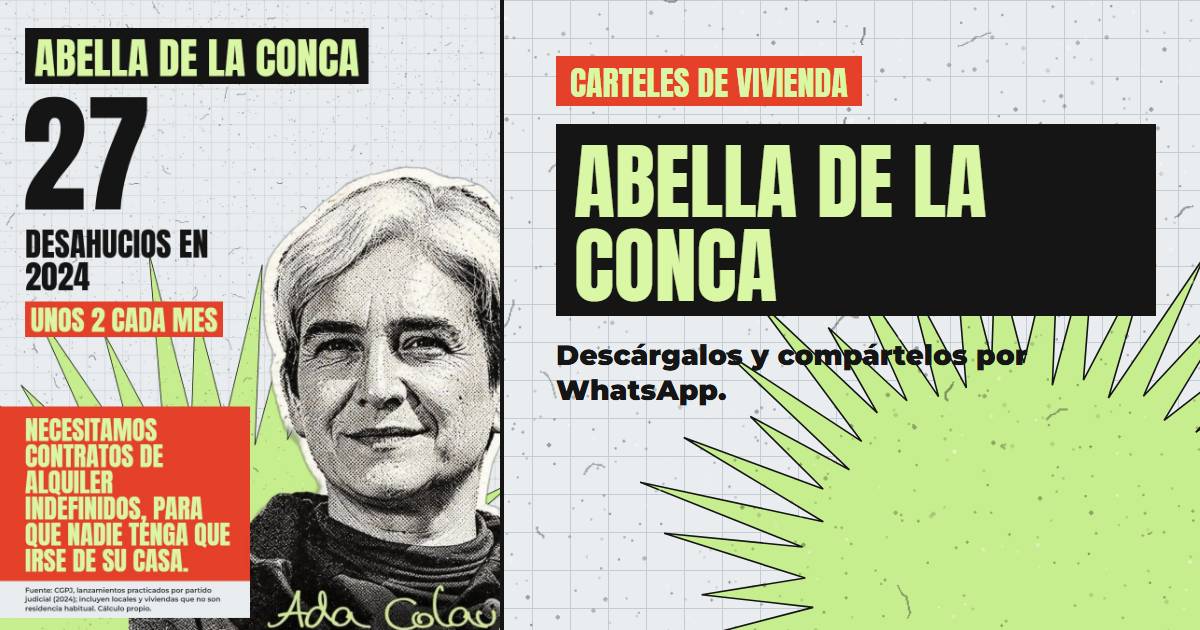 ABELLA DE LA CONCA
27
DESAHUCIOS EN
2024
UNOS 2 CADA MES
NECESITAMOS
CONTRATOS DE
ALQUILER
INDEFINIDOS, PARA
QUE NADIE TENGA QUE
IRSE DE SU CASA.
Fuente: CGPJ, lanzamientos practicados por partido
judicial (2024); incluyen locales y viviendas que no son
residencia habitual. Cálculo propio.
Ada Colau
CARTELES DE VIVIENDA
ABELLA DE LA
CONCA
Descárgalos y compártelos por
WhatsApp.